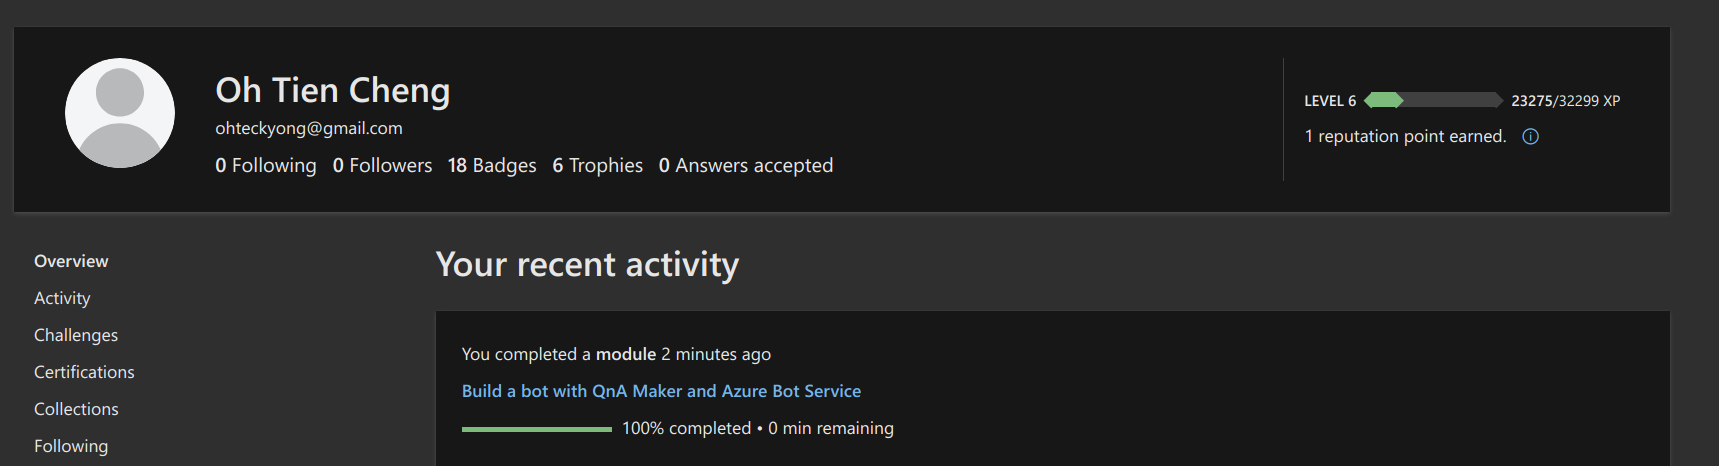 Oh Tien Cheng
ohteckyong@gmail.com
0 Following 0 Followers 18 Badges 6 Trophies 0 Answers accepted
LEVEL 6 23275/32299 XP
1 reputation point earned.
Overview
Activity
Challenges
Certifications
Collections
Following
Your recent activity
You completed a module 2 minutes ago
Build a bot with QnA Maker and Azure Bot Service
100% completed • 0 min remaining